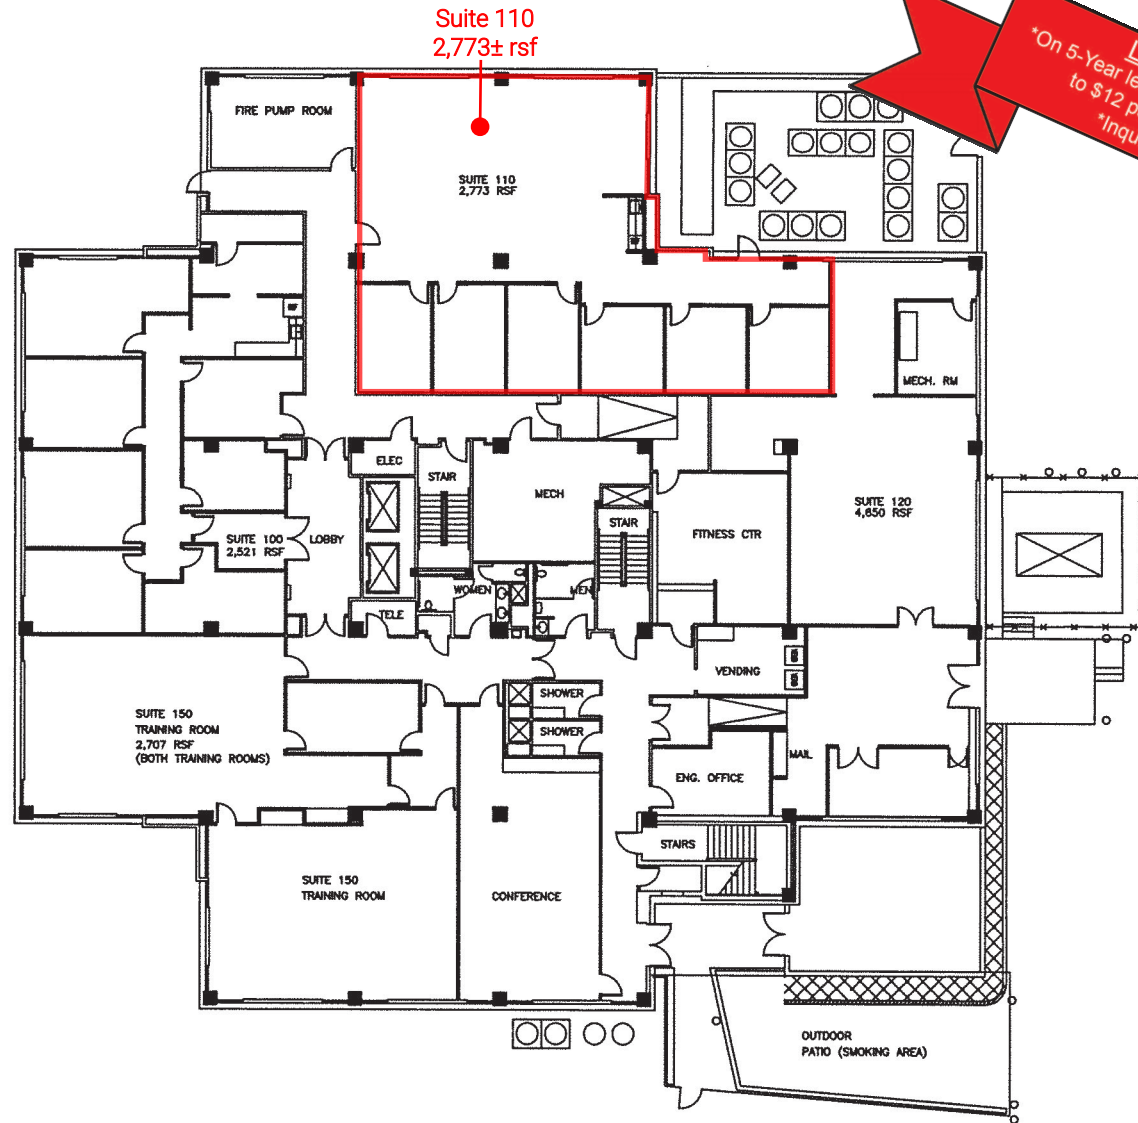 Suite 110
2,773± rsf
*On 5-Year
to $12
*Inqu
FIRE PUMP ROOM
SUITE 110
2,773 RSF
MECH. RM
ELEC
STAIR
MECH
STAIR
SUITE 120
4,650 RSF
SUITE 100
2,521 RSF
LOBBY
FITNESS CTR
WOMEN
MEN
TELE
VENDING
SHOWER
SHOWER
SUITE 150
TRAINING ROOM
2,707 RSF
(BOTH TRAINING ROOMS)
MAIL
ENG. OFFICE
STAIRS
SUITE 150
TRAINING ROOM
CONFERENCE
OUTDOOR
PATIO (SMOKING AREA)